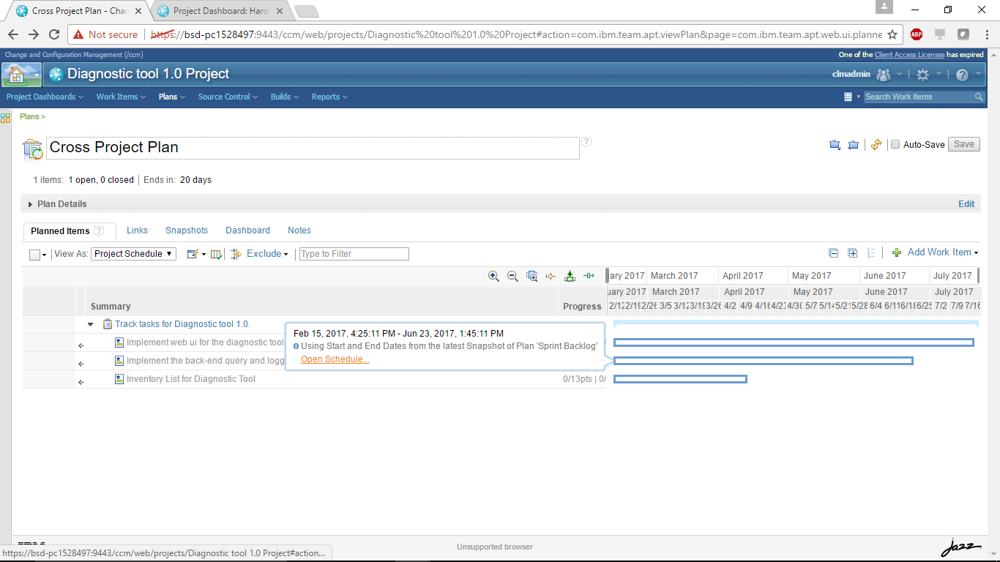 Cross Project Plan - Chan
Project Dashboard: Hard
Not secure
https://bsd-pc1528497:9443/ccm/web/projects/Diagnostic%20tool%201.0%20Project#action=com.ibm.team.apt.viewPlan&page=com.ibm.team.apt.web.ui.planne
ABP
Change and Configuration Management (/ccm)
One of the Client Access Licenses has expired
Diagnostic tool 1.0 Project
clmadmin
Project Dashboards
Work Items
Plans
Source Control
Builds
Reports
Search Work Items
Plans >
Cross Project Plan
?
Auto-Save
Save
1 items: 1 open, 0 closed | Ends in: 20 days
Plan Details
Edit
Planned Items ?
Links
Snapshots
Dashboard
Notes
View As: Project Schedule
Exclude
Type to Filter
Add Work Item
ary 2017 March 2017 April 2017 May 2017 June 2017 July 2017
uary 2017 March 2017 April 2017 May 2017 June 2017 July 2017
Summary
Progress
2/12 2/19 2/26 3/5 3/12 3/19 3/26 4/2 4/9 4/16 4/23 4/30 5/7 5/14 5/21 5/28 6/4 6/11 6/18 6/25 7/2 7/9 7/16
Track tasks for Diagnostic tool 1.0.
Feb 15, 2017, 4:25:11 PM - Jun 23, 2017, 1:45:11 PM
Implement web ui for the diagnostic tool
Using Start and End Dates from the latest Snapshot of Plan 'Sprint Backlog'
Implement the back-end query and logg
Open Schedule...
Inventory List for Diagnostic Tool
0/13pts | 0/
Unsupported browser
jazz
https://bsd-pc1528497:9443/ccm/web/projects/Diagnostic tool 1.0 Project#action...